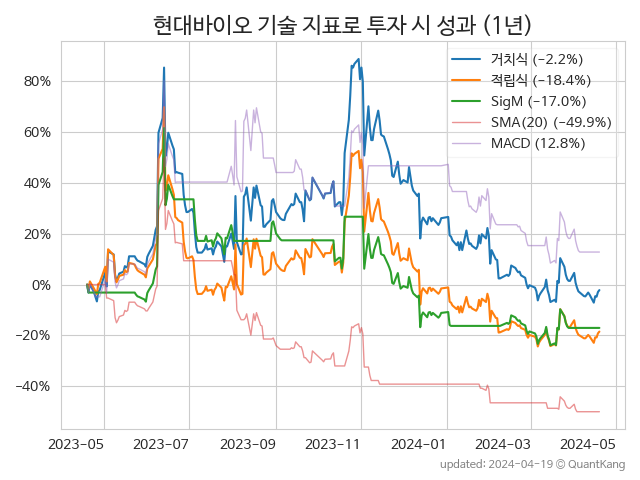 현대바이오 기술 지표로 투자 시 성과 (1년)
거치식 (−2.2%)
적립식 (−18.4%)
SigM (−17.0%)
SMA(20) (−49.9%)
MACD (12.8%)
80%
60%
40%
20%
0%
−20%
−40%
2023-05 2023-07 2023-09 2023-11 2024-01 2024-03 2024-05
updated: 2024-04-19 © QuantKang